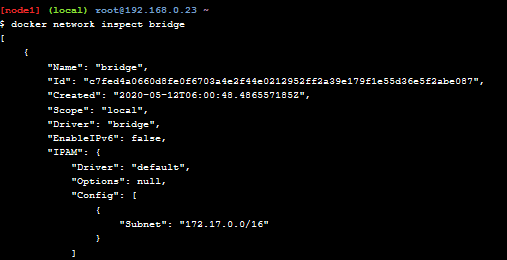 [node1] (local) root@192.168.0.23 ~
$ docker network inspect bridge
[
    {
        "Name": "bridge",
        "Id": "c7fed4a0660d8fe0f6703a4e2f44e0212952ff2a39e179f1e55d36e5f2abe087",
        "Created": "2020-05-12T06:00:48.486557185Z",
        "Scope": "local",
        "Driver": "bridge",
        "EnableIPv6": false,
        "IPAM": {
            "Driver": "default",
            "Options": null,
            "Config": [
                {
                    "Subnet": "172.17.0.0/16"
                }
            ]